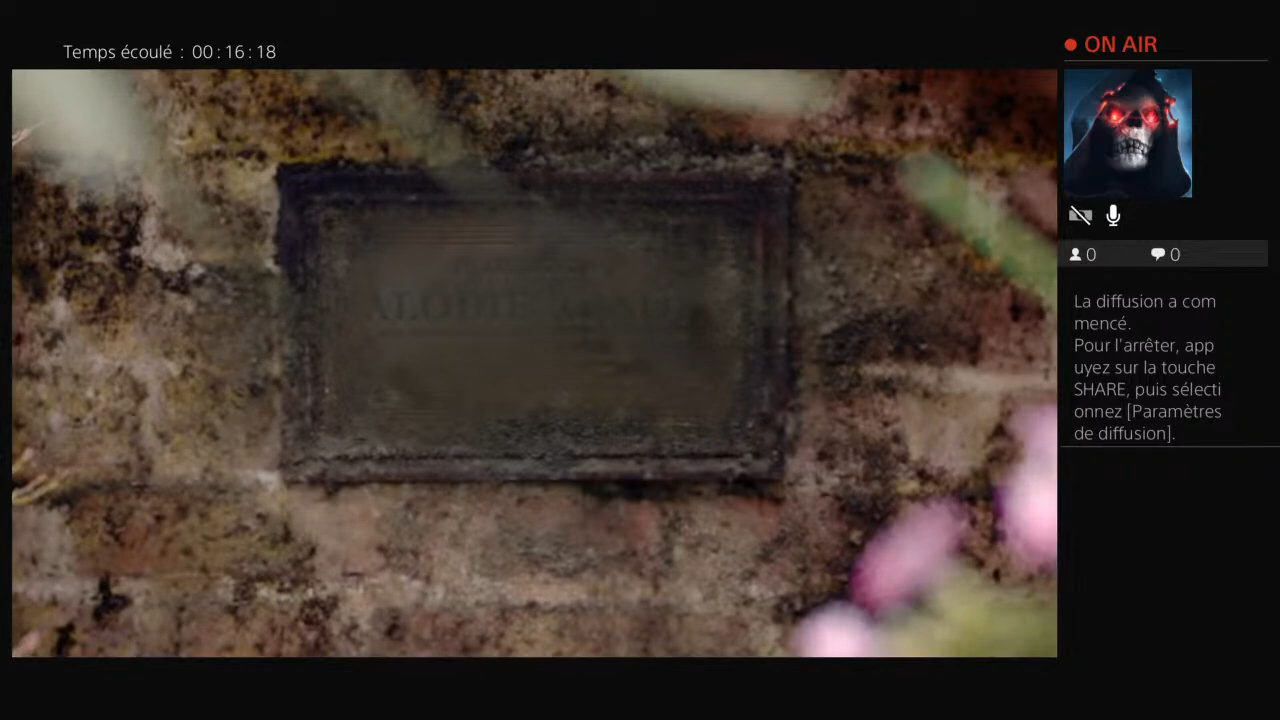 Temps écoulé : 00:16:18
ON AIR
0
0
La diffusion a com
mencé.
Pour l'arrêter, app
uyez sur la touche
SHARE, puis sélecti
onnez [Paramètres
de diffusion].